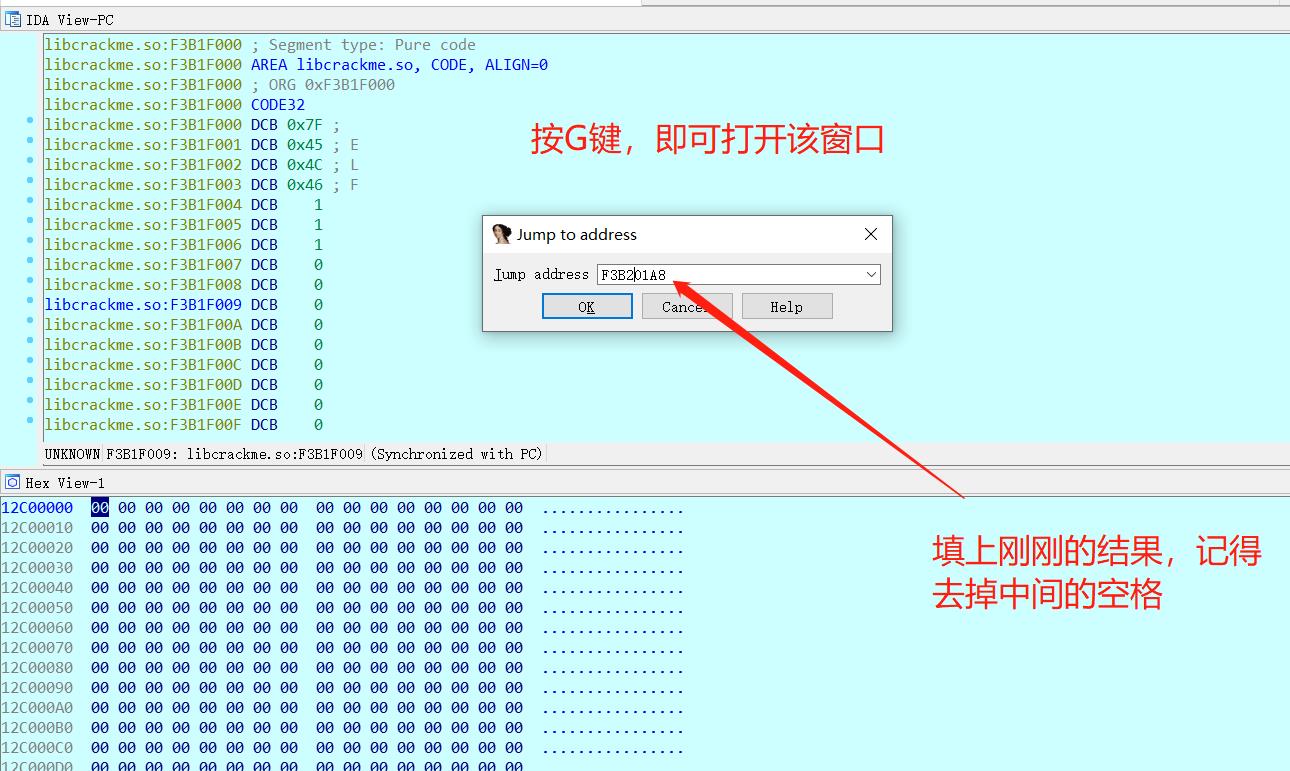 IDA View-PC
libcrackme.so:F3B1F000 ; Segment type: Pure code
libcrackme.so:F3B1F000 AREA libcrackme.so, CODE, ALIGN=0
libcrackme.so:F3B1F000 ; ORG 0xF3B1F000
libcrackme.so:F3B1F000 CODE32
libcrackme.so:F3B1F000 DCB 0x7F ;
libcrackme.so:F3B1F001 DCB 0x45 ; E
libcrackme.so:F3B1F002 DCB 0x4C ; L
libcrackme.so:F3B1F003 DCB 0x46 ; F
libcrackme.so:F3B1F004 DCB 1
libcrackme.so:F3B1F005 DCB 1
libcrackme.so:F3B1F006 DCB 1
libcrackme.so:F3B1F007 DCB 0
libcrackme.so:F3B1F008 DCB 0
libcrackme.so:F3B1F009 DCB 0
libcrackme.so:F3B1F00A DCB 0
libcrackme.so:F3B1F00B DCB 0
libcrackme.so:F3B1F00C DCB 0
libcrackme.so:F3B1F00D DCB 0
libcrackme.so:F3B1F00E DCB 0
libcrackme.so:F3B1F00F DCB 0
按G键，即可打开该窗口
Jump to address
Jump address F3B201A8
OK Cancel Help
UNKNOWN F3B1F009: libcrackme.so:F3B1F009 (Synchronized with PC)
Hex View-1
12C00000 00 00 00 00 00 00 00 00 00 00 00 00 00 00 00 00 ................
12C00010 00 00 00 00 00 00 00 00 00 00 00 00 00 00 00 00 ................
12C00020 00 00 00 00 00 00 00 00 00 00 00 00 00 00 00 00 ................
12C00030 00 00 00 00 00 00 00 00 00 00 00 00 00 00 00 00 ................
12C00040 00 00 00 00 00 00 00 00 00 00 00 00 00 00 00 00 ................
12C00050 00 00 00 00 00 00 00 00 00 00 00 00 00 00 00 00 ................
12C00060 00 00 00 00 00 00 00 00 00 00 00 00 00 00 00 00 ................
12C00070 00 00 00 00 00 00 00 00 00 00 00 00 00 00 00 00 ................
12C00080 00 00 00 00 00 00 00 00 00 00 00 00 00 00 00 00 ................
12C00090 00 00 00 00 00 00 00 00 00 00 00 00 00 00 00 00 ................
12C000A0 00 00 00 00 00 00 00 00 00 00 00 00 00 00 00 00 ................
12C000B0 00 00 00 00 00 00 00 00 00 00 00 00 00 00 00 00 ................
12C000C0 00 00 00 00 00 00 00 00 00 00 00 00 00 00 00 00 ................
12C000D0 00 00 00 00 00 00 00 00 00 00 00 00 00 00 00 00
填上刚刚的结果，记得
去掉中间的空格